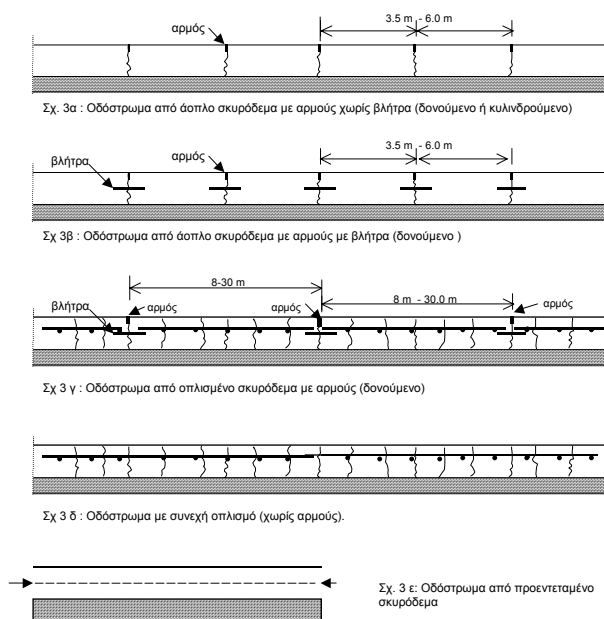 αρμός
3.5 m - 6.0 m
Σχ. 3α : Οδόστρωμα από άοπλο σκυρόδεμα με αρμούς χωρίς βλήτρα (δονούμενο ή κυλινδρούμενο)
βλήτρα
αρμός
3.5 m - 6.0 m
Σχ 3β : Οδόστρωμα από άοπλο σκυρόδεμα με αρμούς με βλήτρα (δονούμενο )
8-30 m
8 m - 30.0 m
βλήτρα
αρμός
αρμός
αρμός
Σχ 3 γ : Οδόστρωμα από οπλισμένο σκυρόδεμα με αρμούς (δονούμενο)
Σχ 3 δ : Οδόστρωμα με συνεχή οπλισμό (χωρίς αρμούς).
Σχ. 3 ε: Οδόστρωμα από προεντεταμένο
σκυρόδεμα